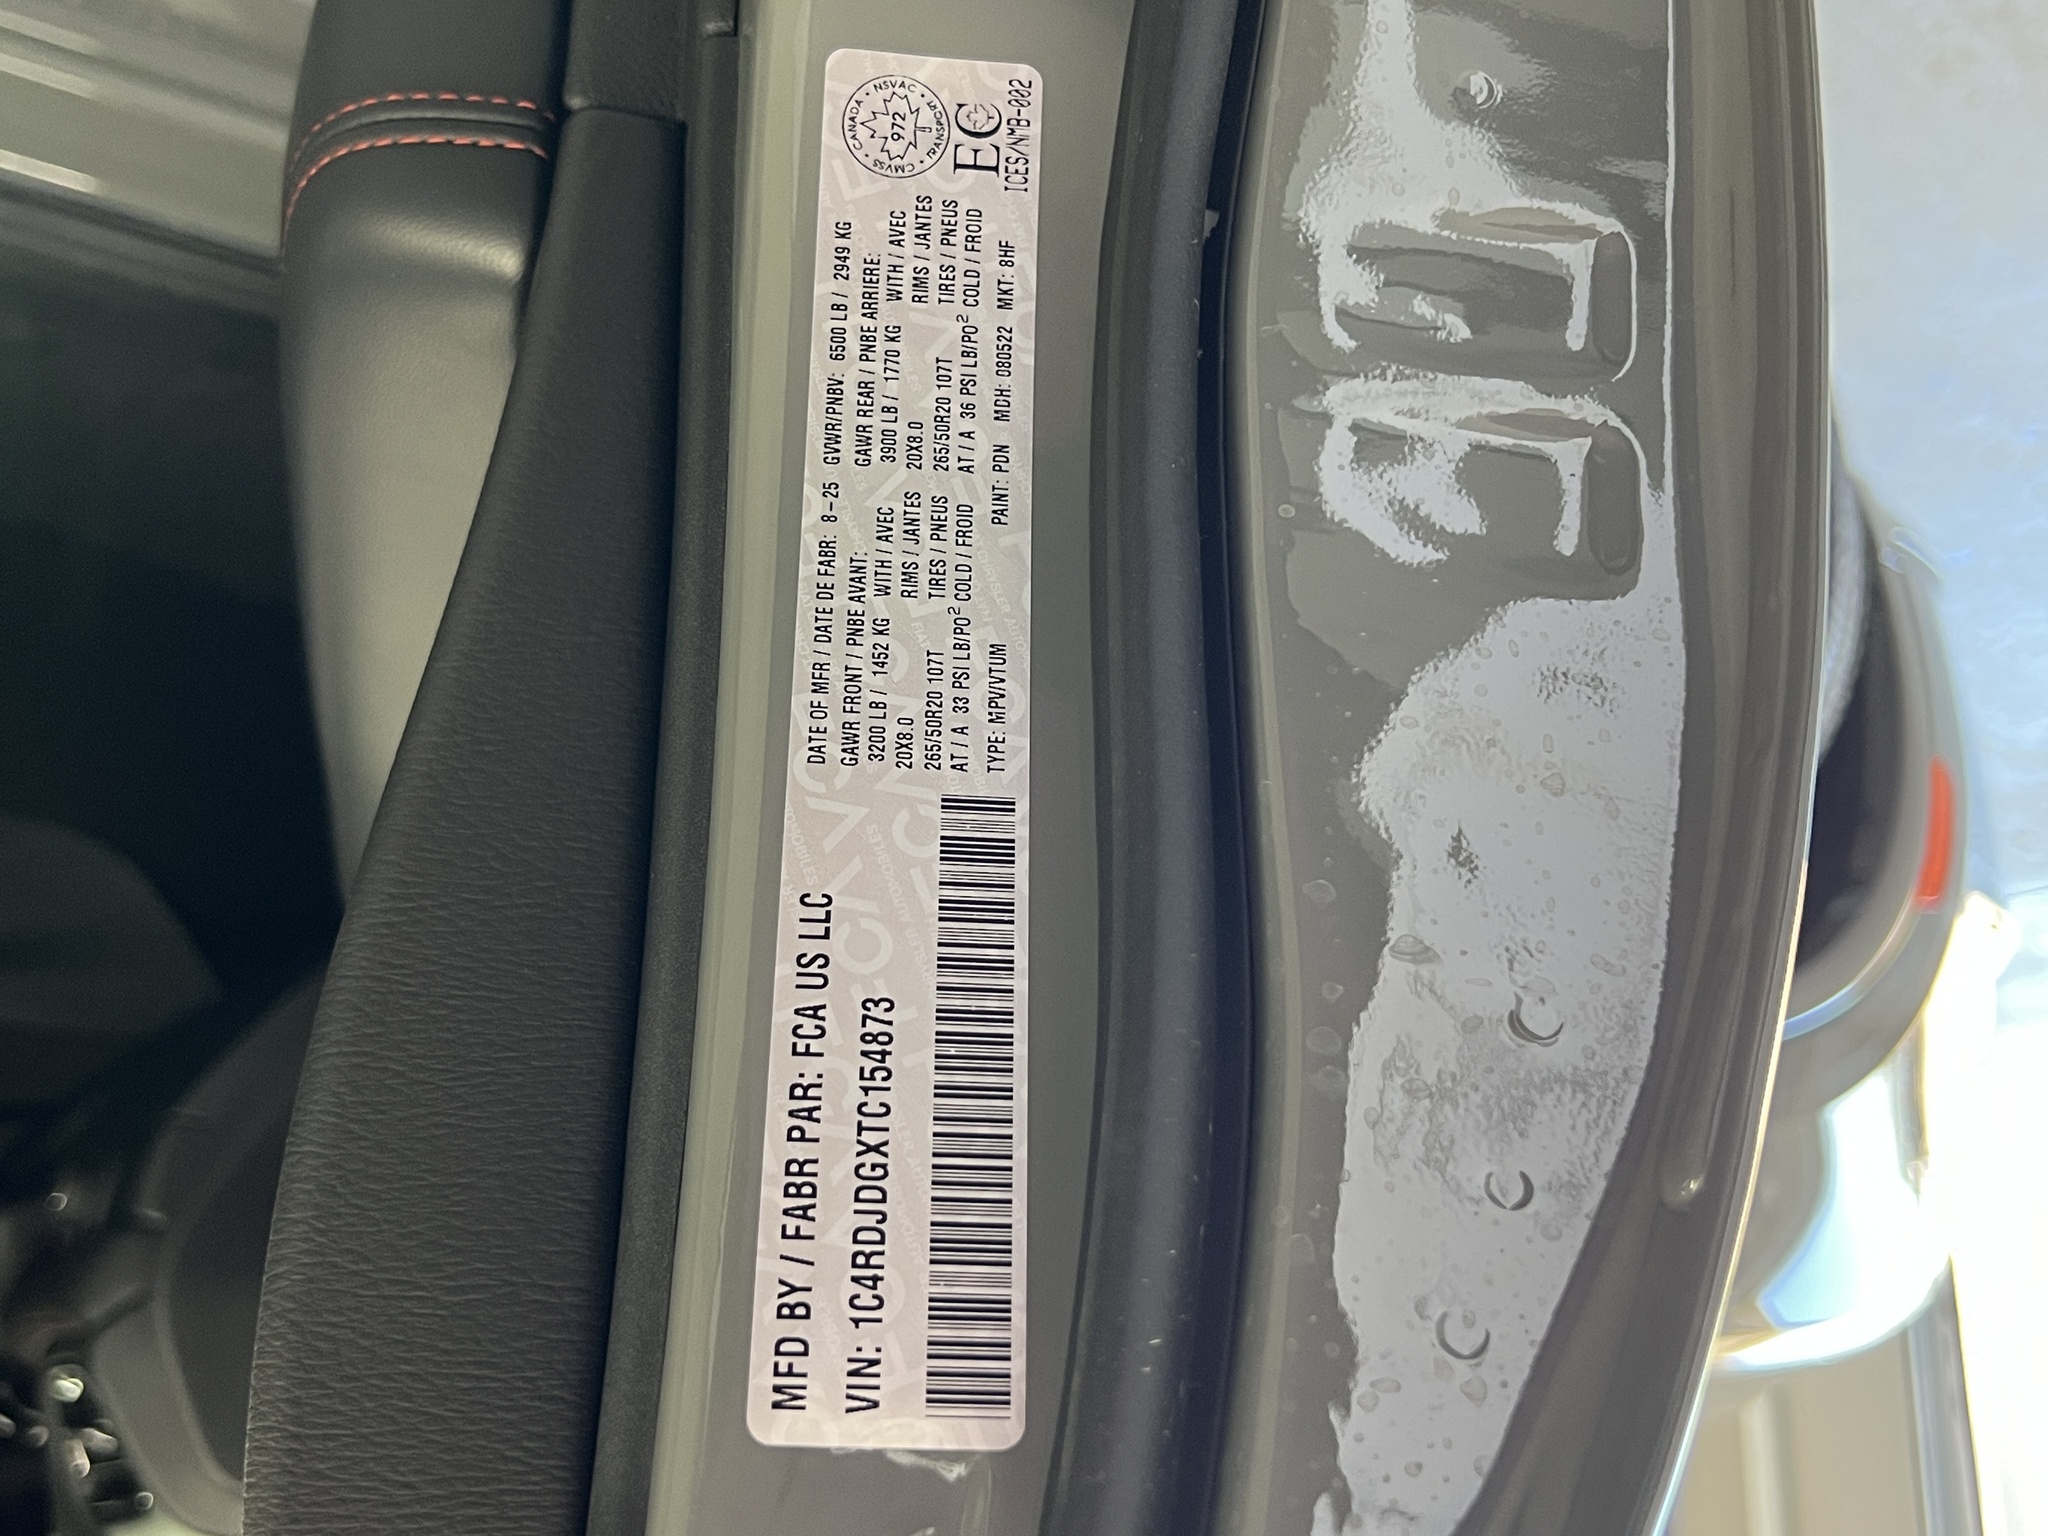 MFD BY / FABR PAR: FCA US LLC
VIN: 1C4RDJDGXTC154873
DATE OF MFR / DATE DE FABR: 8-25 GVWR/PNBV: 6500 LB / 2949 KG
GAWR FRONT / PNBE AVANT: GAWR REAR / PNBE ARRIERE:
3200 LB / 1452 KG WITH / AVEC 3900 LB / 1770 KG WITH / AVEC
20X8.0 RIMS / JANTES 20X8.0 RIMS / JANTES
265/50R20 107T TIRES / PNEUS 265/50R20 107T TIRES / PNEUS
AT / A 33 PSI LB/PO² COLD / FROID AT / A 36 PSI LB/PO² COLD / FROID
TYPE: MPV/VTUM PAINT: PDN MDH: 080522 MKT: 8HF
CANADA • NSVAC • TRANSPORT • CMVSS •
972
EC
ICES/NMB-002